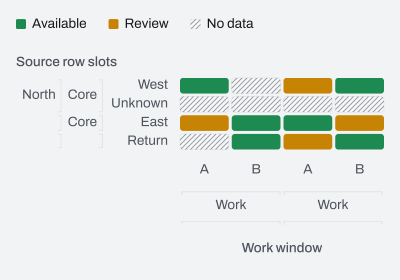 Available Review No data
Source row slots
West
North Core
Unknown
Core East
Return
A B A B
Work Work
Work window